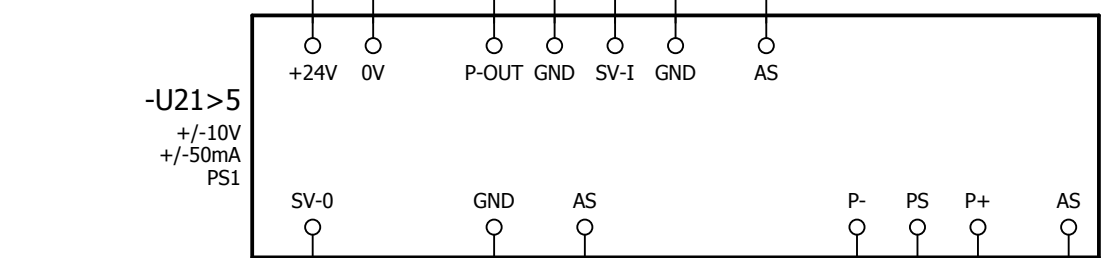 +24V 0V P-OUT GND SV-I GND AS
-U21>5
+/-10V
+/-50mA
PS1
SV-0 GND AS P- PS P+ AS